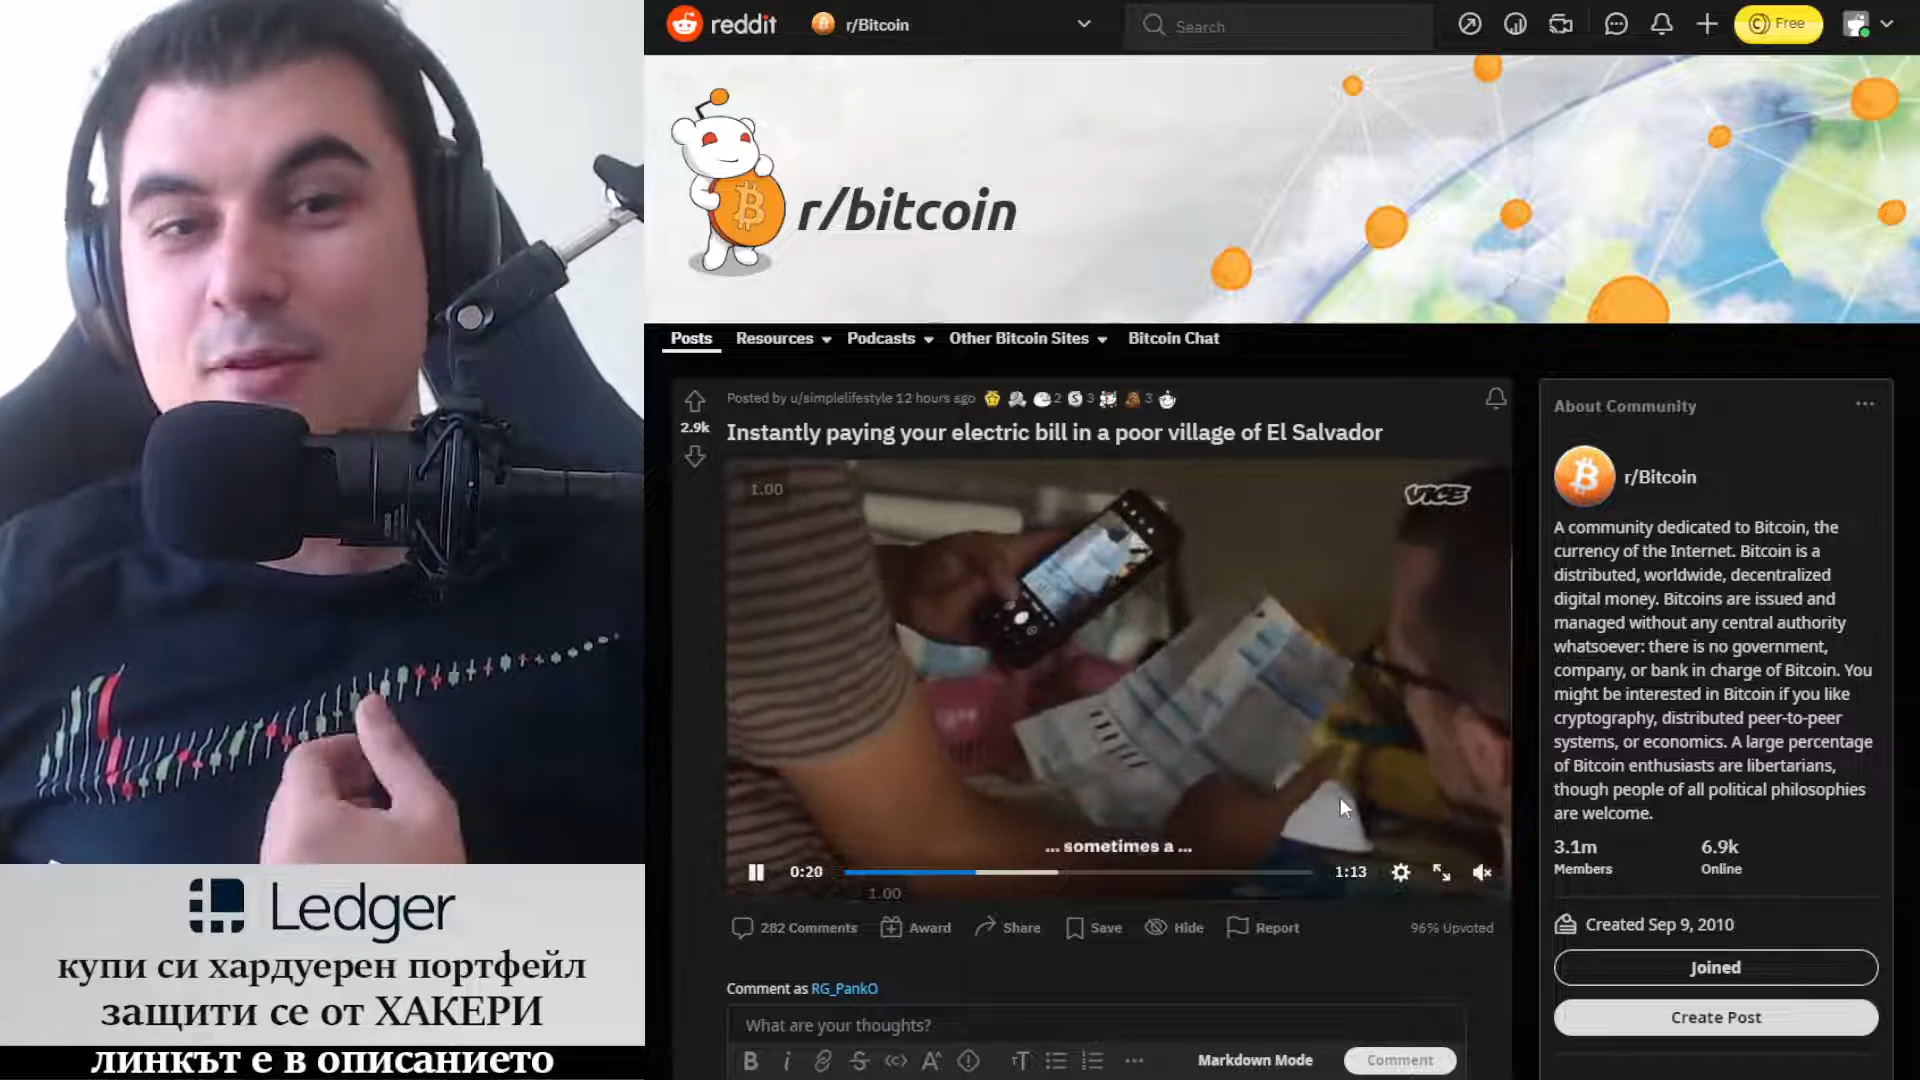 reddit
r/Bitcoin
Search
Free
r/bitcoin
Posts
Resources
Podcasts
Other Bitcoin Sites
Bitcoin Chat
2.9k
Posted by u/simplelifestyle 12 hours ago
2
3
3
Instantly paying your electric bill in a poor village of El Salvador
1.00
VICE
... sometimes a ...
0:20
1:13
1.00
282 Comments
Award
Share
Save
Hide
Report
96% Upvoted
Comment as RG_PankO
What are your thoughts?
Markdown Mode
Comment
About Community
r/Bitcoin
A community dedicated to Bitcoin, the
currency of the Internet. Bitcoin is a
distributed, worldwide, decentralized
digital money. Bitcoins are issued and
managed without any central authority
whatsoever: there is no government,
company, or bank in charge of Bitcoin. You
might be interested in Bitcoin if you like
cryptography, distributed peer-to-peer
systems, or economics. A large percentage
of Bitcoin enthusiasts are libertarians,
though people of all political philosophies
are welcome.
3.1m
6.9k
Members
Online
Created Sep 9, 2010
Joined
Create Post
Ledger
купи си хардуерен портфейл
защити се от ХАКЕРИ
линкът е в описанието